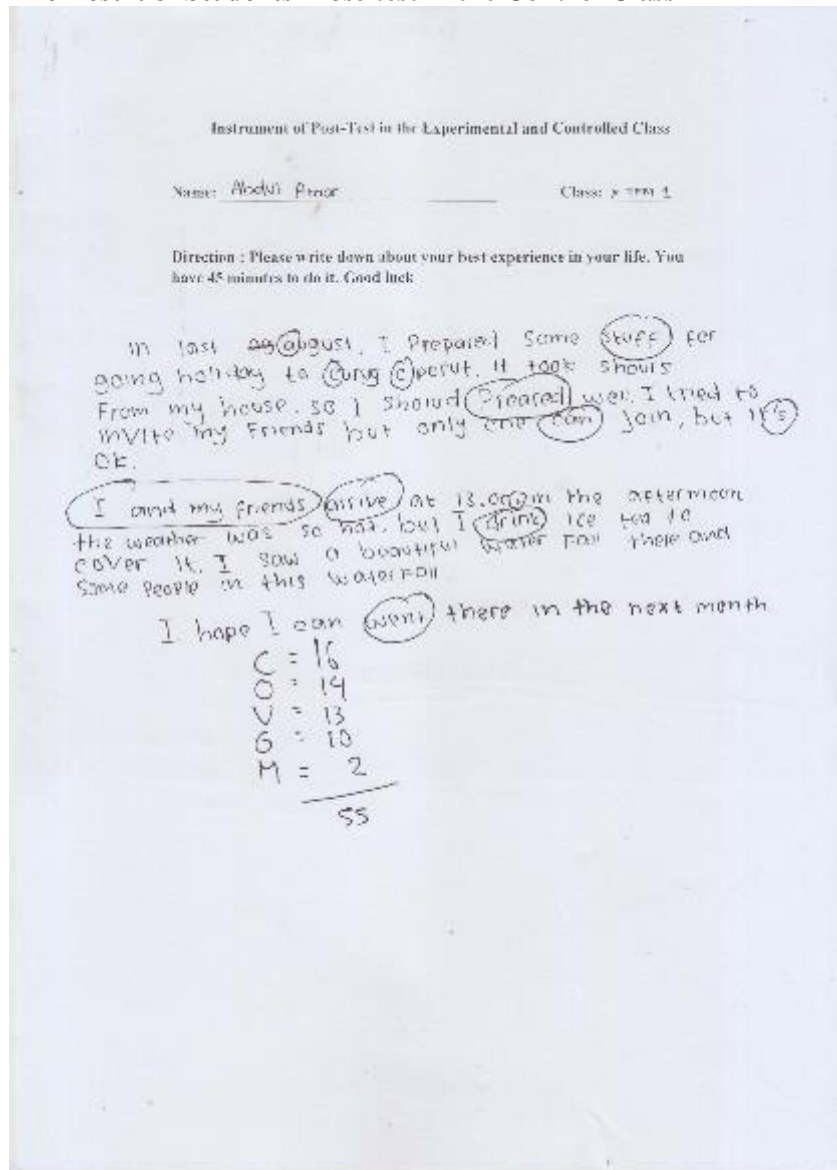 Instrument of Post-Test in the Experimental and Controlled Class
Name: Abdul Class: X 1
Direction : Please write down about your best experience in your life. You
have 45 minutes to do it. Good luck
In last august, I Prepared Some Stuff For
going holiday to Curug Ciperut. it took
From my house. so I Should Preared well. I tried to
invite my Friends but only one can join, but it's
OK.
I and my friends arrive at 13.00 in the afternoon
the weather was so hot. but I drink ice tea to
cover it. I saw a beautiful water Fall there and
Some People in this waterFall
I hope I can went there in the next month
C = 16
O = 14
V = 13
G = 10
M = 2
55